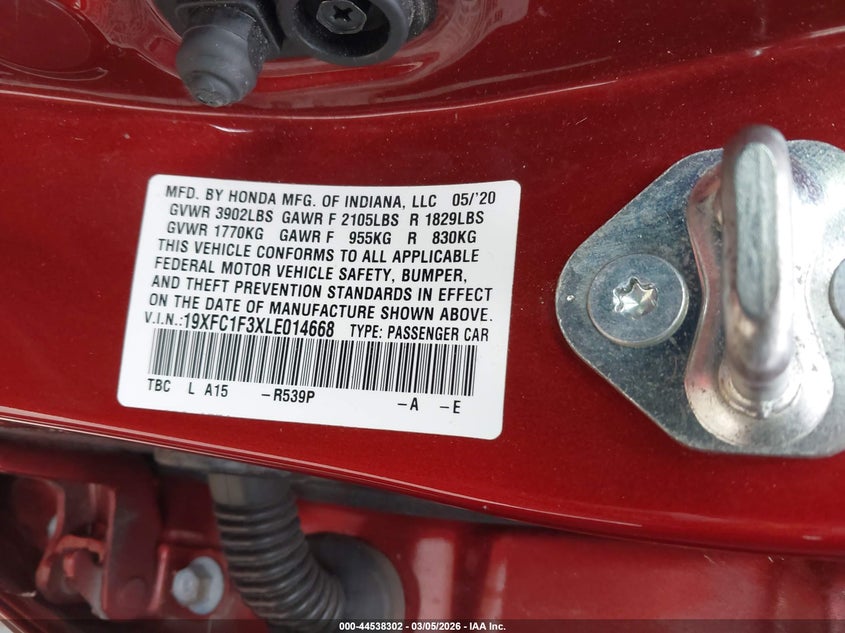 MFD. BY HONDA MFG. OF INDIANA, LLC 05/'20
GVWR 3902LBS GAWR F 2105LBS R 1829LBS
GVWR 1770KG GAWR F 955KG R 830KG
THIS VEHICLE CONFORMS TO ALL APPLICABLE
FEDERAL MOTOR VEHICLE SAFETY, BUMPER,
AND THEFT PREVENTION STANDARDS IN EFFECT
ON THE DATE OF MANUFACTURE SHOWN ABOVE.
V.I.N.:19XFC1F3XLE014668 TYPE: PASSENGER CAR
TBC L A15 -R539P -A -E
000-44538302 - 03/05/2026 - IAA Inc.